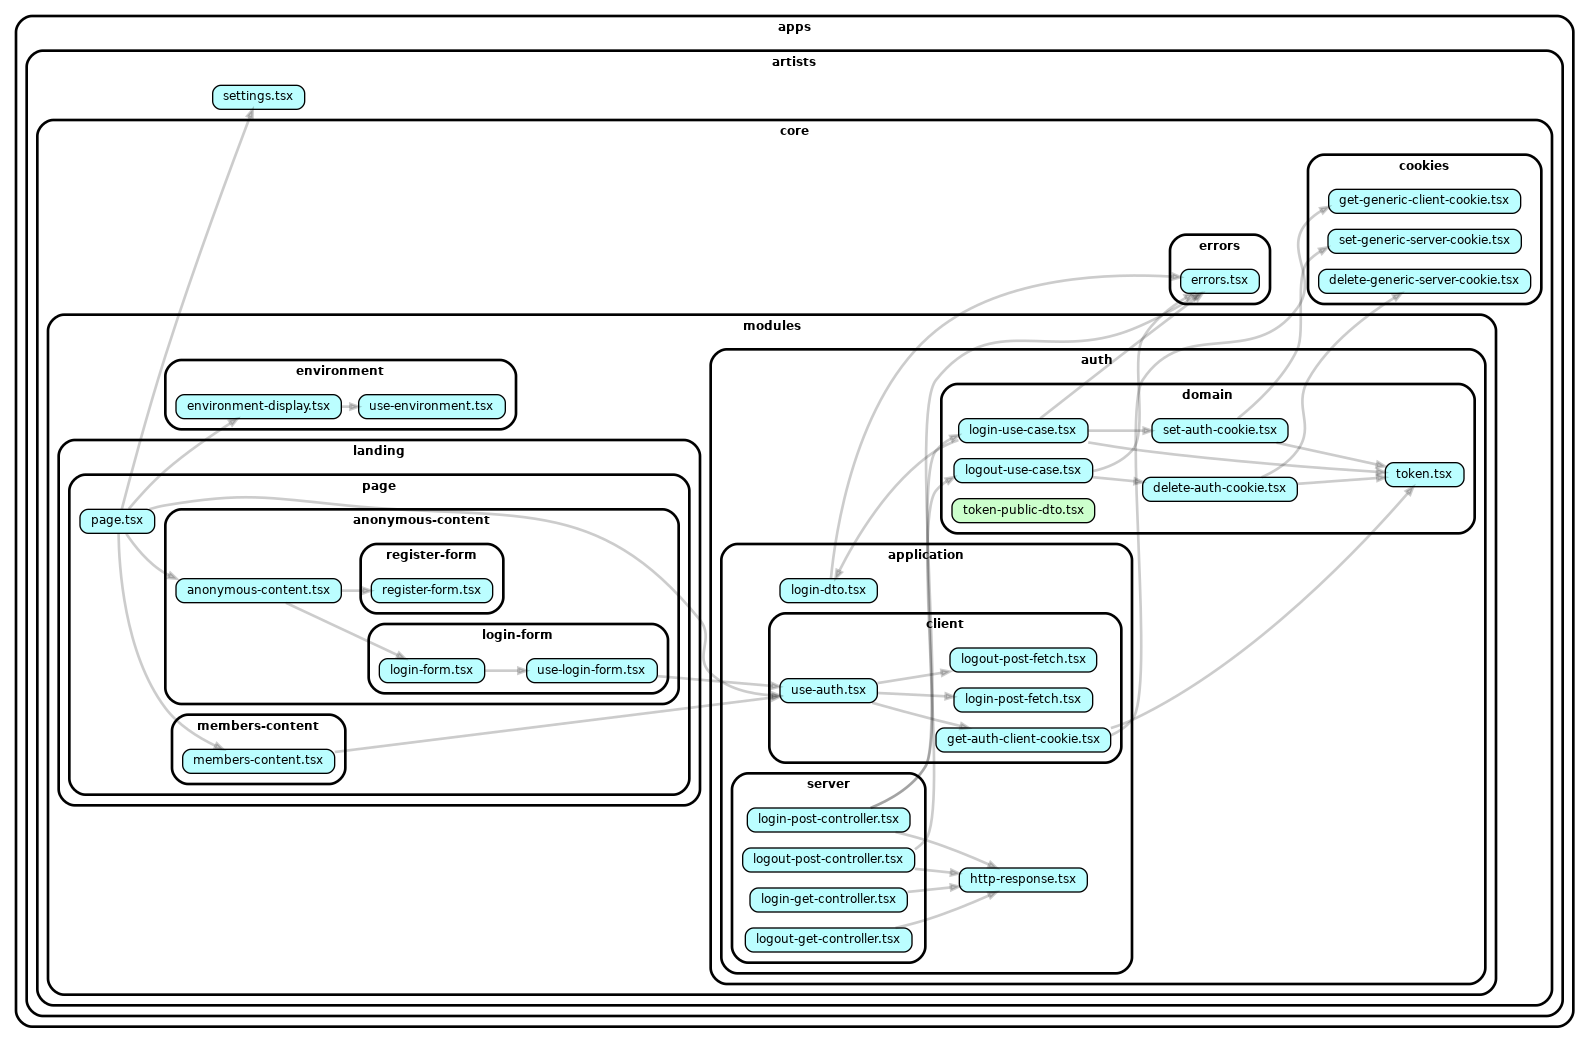 apps
artists
settings.tsx
core
cookies
get-generic-client-cookie.tsx
set-generic-server-cookie.tsx
delete-generic-server-cookie.tsx
errors
errors.tsx
modules
environment
environment-display.tsx
use-environment.tsx
landing
page
page.tsx
anonymous-content
anonymous-content.tsx
register-form
register-form.tsx
login-form
login-form.tsx
use-login-form.tsx
members-content
members-content.tsx
auth
domain
login-use-case.tsx
set-auth-cookie.tsx
logout-use-case.tsx
delete-auth-cookie.tsx
token.tsx
token-public-dto.tsx
application
login-dto.tsx
client
use-auth.tsx
logout-post-fetch.tsx
login-post-fetch.tsx
get-auth-client-cookie.tsx
server
login-post-controller.tsx
logout-post-controller.tsx
login-get-controller.tsx
logout-get-controller.tsx
http-response.tsx